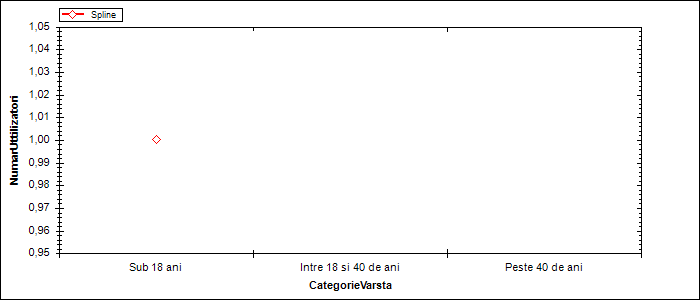 Spline
1,05
1,04
1,03
1,02
1,01
1,00
0,99
0,98
0,97
0,96
0,95
NumarUttilizatori
Sub 18 ani
Intre 18 si 40 de ani
Peste 40 de ani
CategorieVarsta